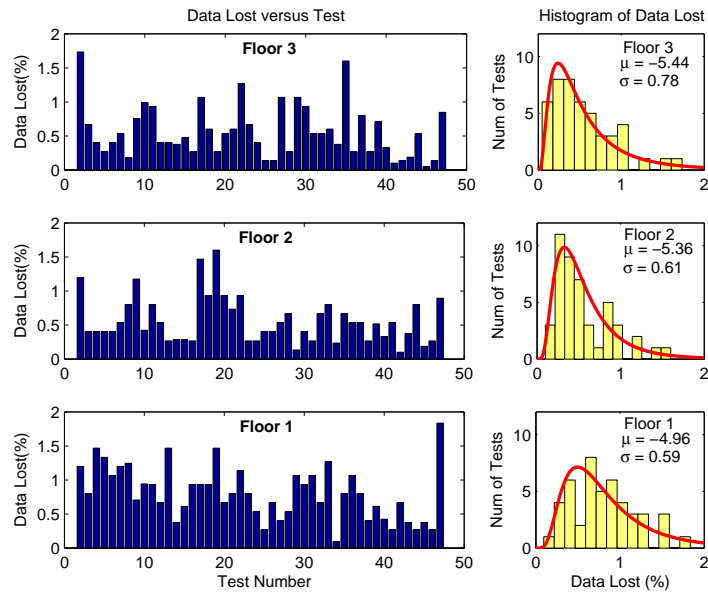 Data Lost versus Test
Histogram of Data Lost
Data Lost(%)
2
1.5
1
0.5
0
Floor 3
0
10
20
30
40
50
Num of Tests
10
5
0
Floor 3
μ = −5.44
σ = 0.78
0
1
2
Data Lost(%)
2
1.5
1
0.5
0
Floor 2
0
10
20
30
40
50
Num of Tests
10
5
0
Floor 2
μ = −5.36
σ = 0.61
0
1
2
Data Lost(%)
2
1.5
1
0.5
0
Floor 1
0
10
20
30
40
50
Test Number
Num of Tests
10
5
0
Floor 1
μ = −4.96
σ = 0.59
0
1
2
Data Lost (%)